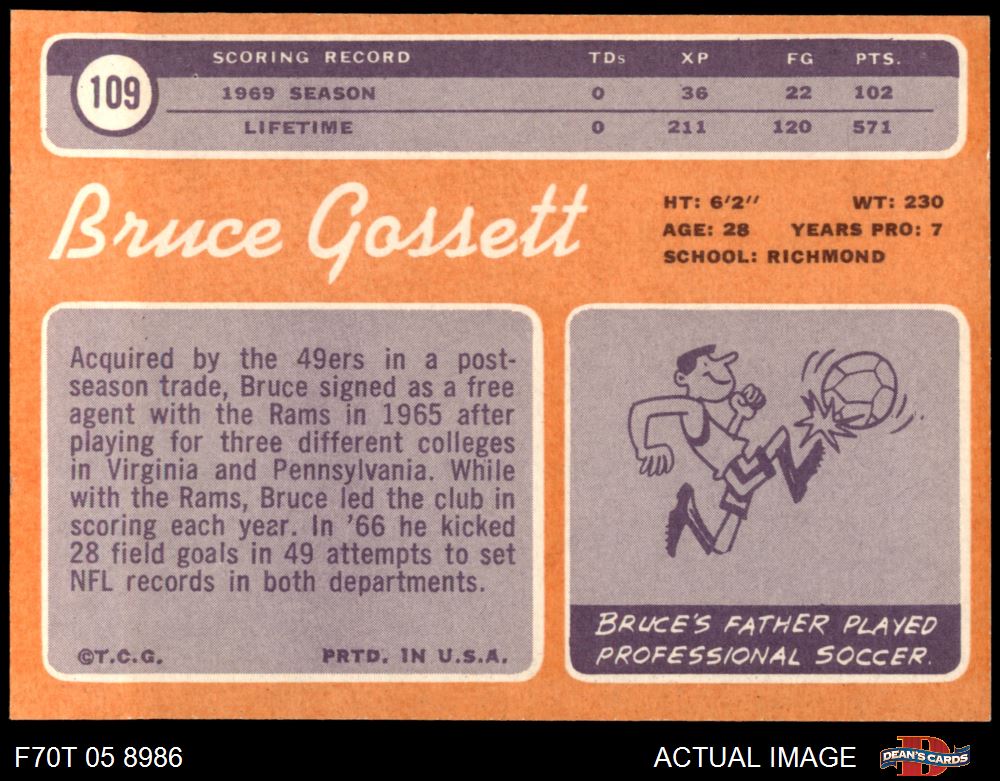 109
SCORING RECORD TDs XP FG PTS.
1969 SEASON 0 36 22 102
LIFETIME 0 211 120 571
Bruce Gossett
HT: 6'2'' WT: 230
AGE: 28 YEARS PRO: 7
SCHOOL: RICHMOND
Acquired by the 49ers in a post-
season trade, Bruce signed as a free
agent with the Rams in 1965 after
playing for three different colleges
in Virginia and Pennsylvania. While
with the Rams, Bruce led the club in
scoring each year. In '66 he kicked
28 field goals in 49 attempts to set
NFL records in both departments.
©T.C.G. PRTD. IN U.S.A.
BRUCE'S FATHER PLAYED
PROFESSIONAL SOCCER.
F70T 05 8986
ACTUAL IMAGE
D
DEAN'S CARDS